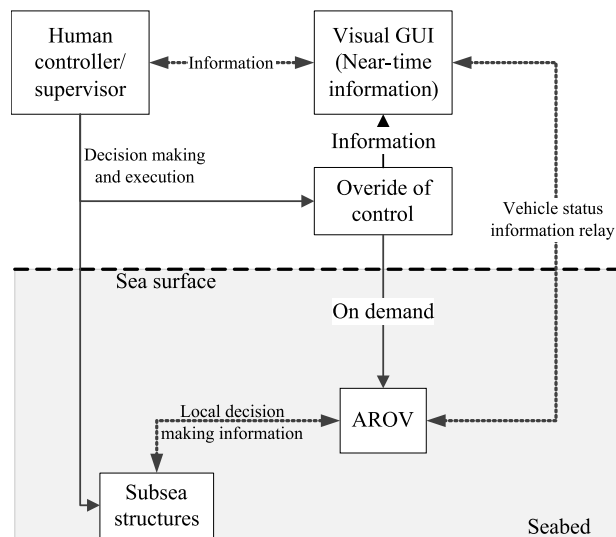 Human
controller/
supervisor
Information
Visual GUI
(Near-time
information)
Information
Decision making
and execution
Overide of
control
Vehicle status
information relay
Sea surface
On demand
Local decision
making information
AROV
Subsea
structures
Seabed